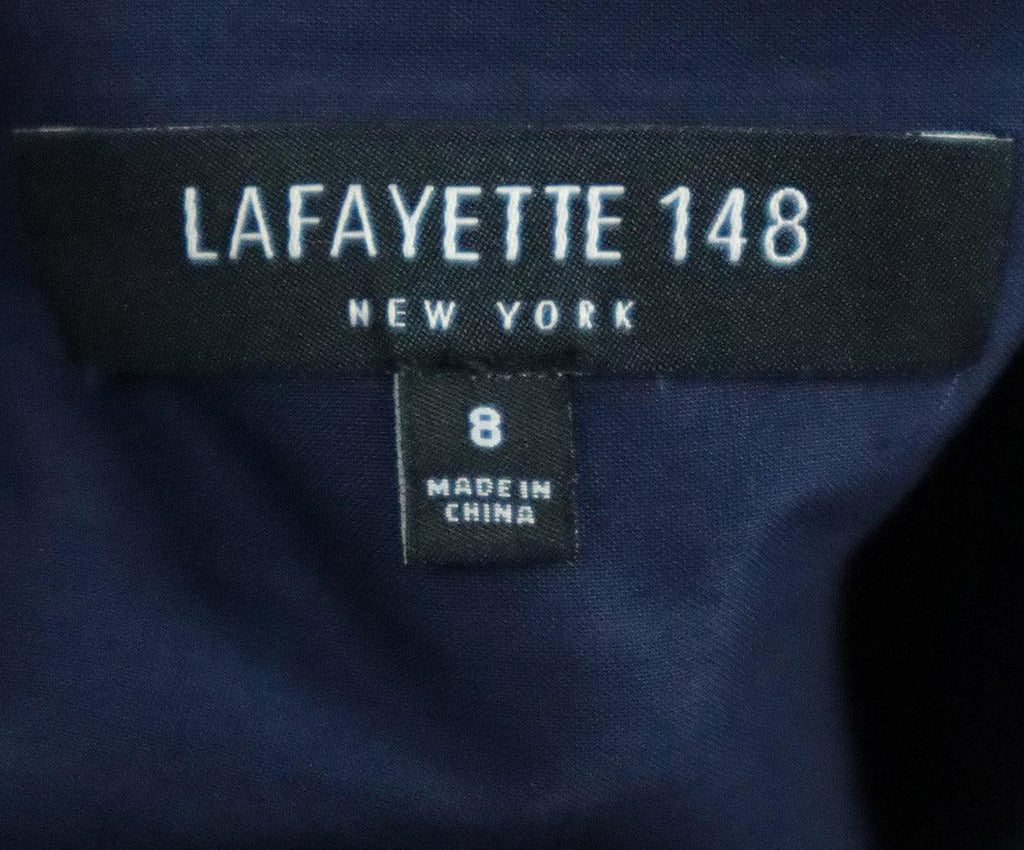 LAFAYETTE 148
NEW YORK
8
MADE IN
CHINA